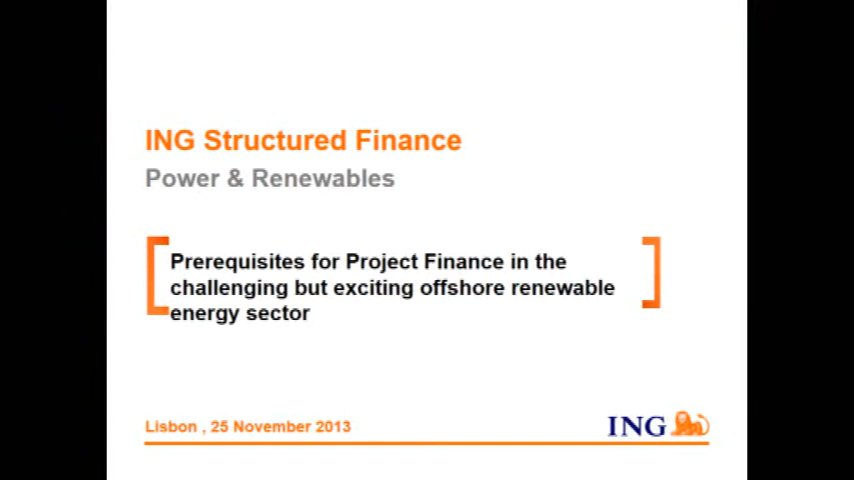 ING Structured Finance
Power & Renewables
Prerequisites for Project Finance in the
challenging but exciting offshore renewable
energy sector
Lisbon , 25 November 2013
ING